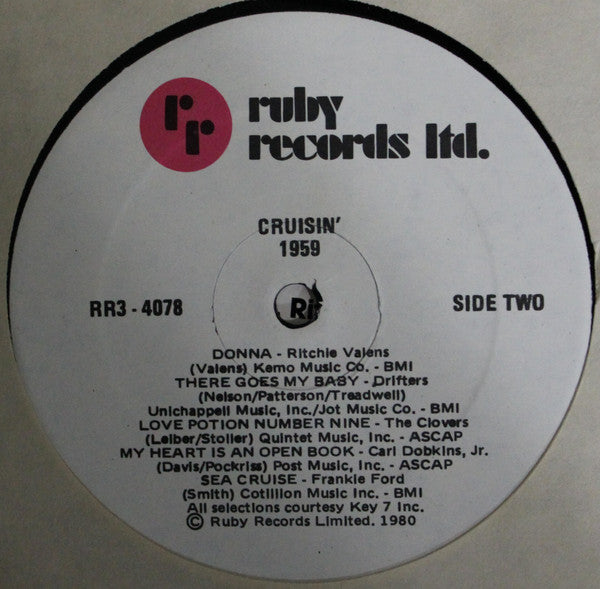 rr
ruby
records ltd.
CRUISIN'
1959
RR3 - 4078
SIDE TWO
DONNA - Ritchie Valens
(Valens) Kemo Music Co. - BMI
THERE GOES MY BABY - Drifters
(Nelson/Patterson/Treadwell)
Unichappell Music, Inc./Jot Music Co. - BMI
LOVE POTION NUMBER NINE - The Clovers
(Leiber/Stoller) Quintet Music, Inc. - ASCAP
MY HEART IS AN OPEN BOOK - Carl Dobkins, Jr.
(Davis/Pockriss) Post Music, Inc. - ASCAP
SEA CRUISE - Frankie Ford
(Smith) Cotillion Music Inc. - BMI
All selections courtesy Key 7 Inc.
© Ruby Records Limited. 1980